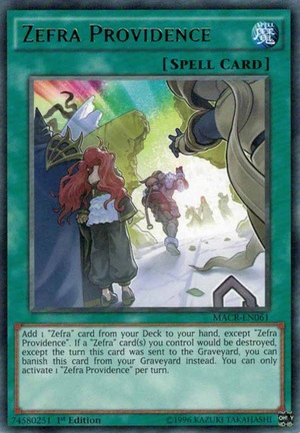 ZEFRA PROVIDENCE
[SPELL CARD]
MACR-EN061
Add 1 "Zefra" card from your Deck to your hand, except "Zefra
Providence". If a "Zefra" card(s) you control would be destroyed,
except the turn this card was sent to the Graveyard, you can
banish this card from your Graveyard instead. You can only
activate 1 "Zefra Providence" per turn.
74580251 1st Edition
©1996 KAZUKI TAKAHASHI